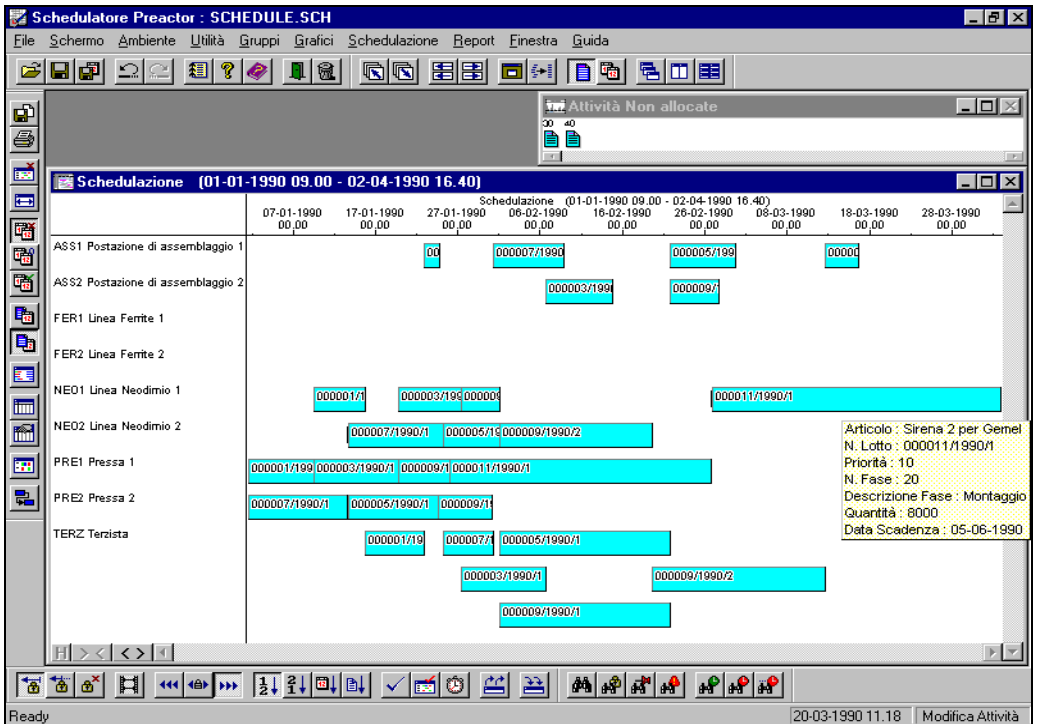 Schedulatore Preactor : SCHEDULE.SCH
File Schermo Ambiente Utilità Gruppi Grafici Schedulazione Report Finestra Guida
Attività Non allocate
30 40
Schedulazione (01-01-1990 09.00 - 02-04-1990 16.40)
Schedulazione (01-01-1990 09.00 - 02-04-1990 16.40)
07-01-1990 17-01-1990 27-01-1990 06-02-1990 16-02-1990 26-02-1990 08-03-1990 18-03-1990 28-03-1990
00,00 00,00 00,00 00,00 00,00 00,00 00,00 00,00 00,00
ASS1 Postazione di assemblaggio 1 00 000007/1990 000005/199 00000
ASS2 Postazione di assemblaggio 2 000003/199 000009/
FER1 Linea Ferrite 1
FER2 Linea Ferrite 2
NEO1 Linea Neodimio 1 000001/1 000003/199 000009 000011/1990/1
NEO2 Linea Neodimio 2 000007/1990/1 000005/19 000009/1990/2
PRE1 Pressa 1 000001/199 000003/1990/1 000009/1 000011/1990/1
PRE2 Pressa 2 000007/1990/1 000005/1990/1 000009/1
TERZ Terzista 000001/19 000007/1 000005/1990/1
000003/1990/1 000009/1990/2
000009/1990/1
Articolo : Sirena 2 per Gemel
N. Lotto : 000011/1990/1
Priorità : 10
N. Fase : 20
Descrizione Fase : Montaggio
Quantità : 8000
Data Scadenza : 05-06-1990
Ready 20-03-1990 11.18 Modifica Attività